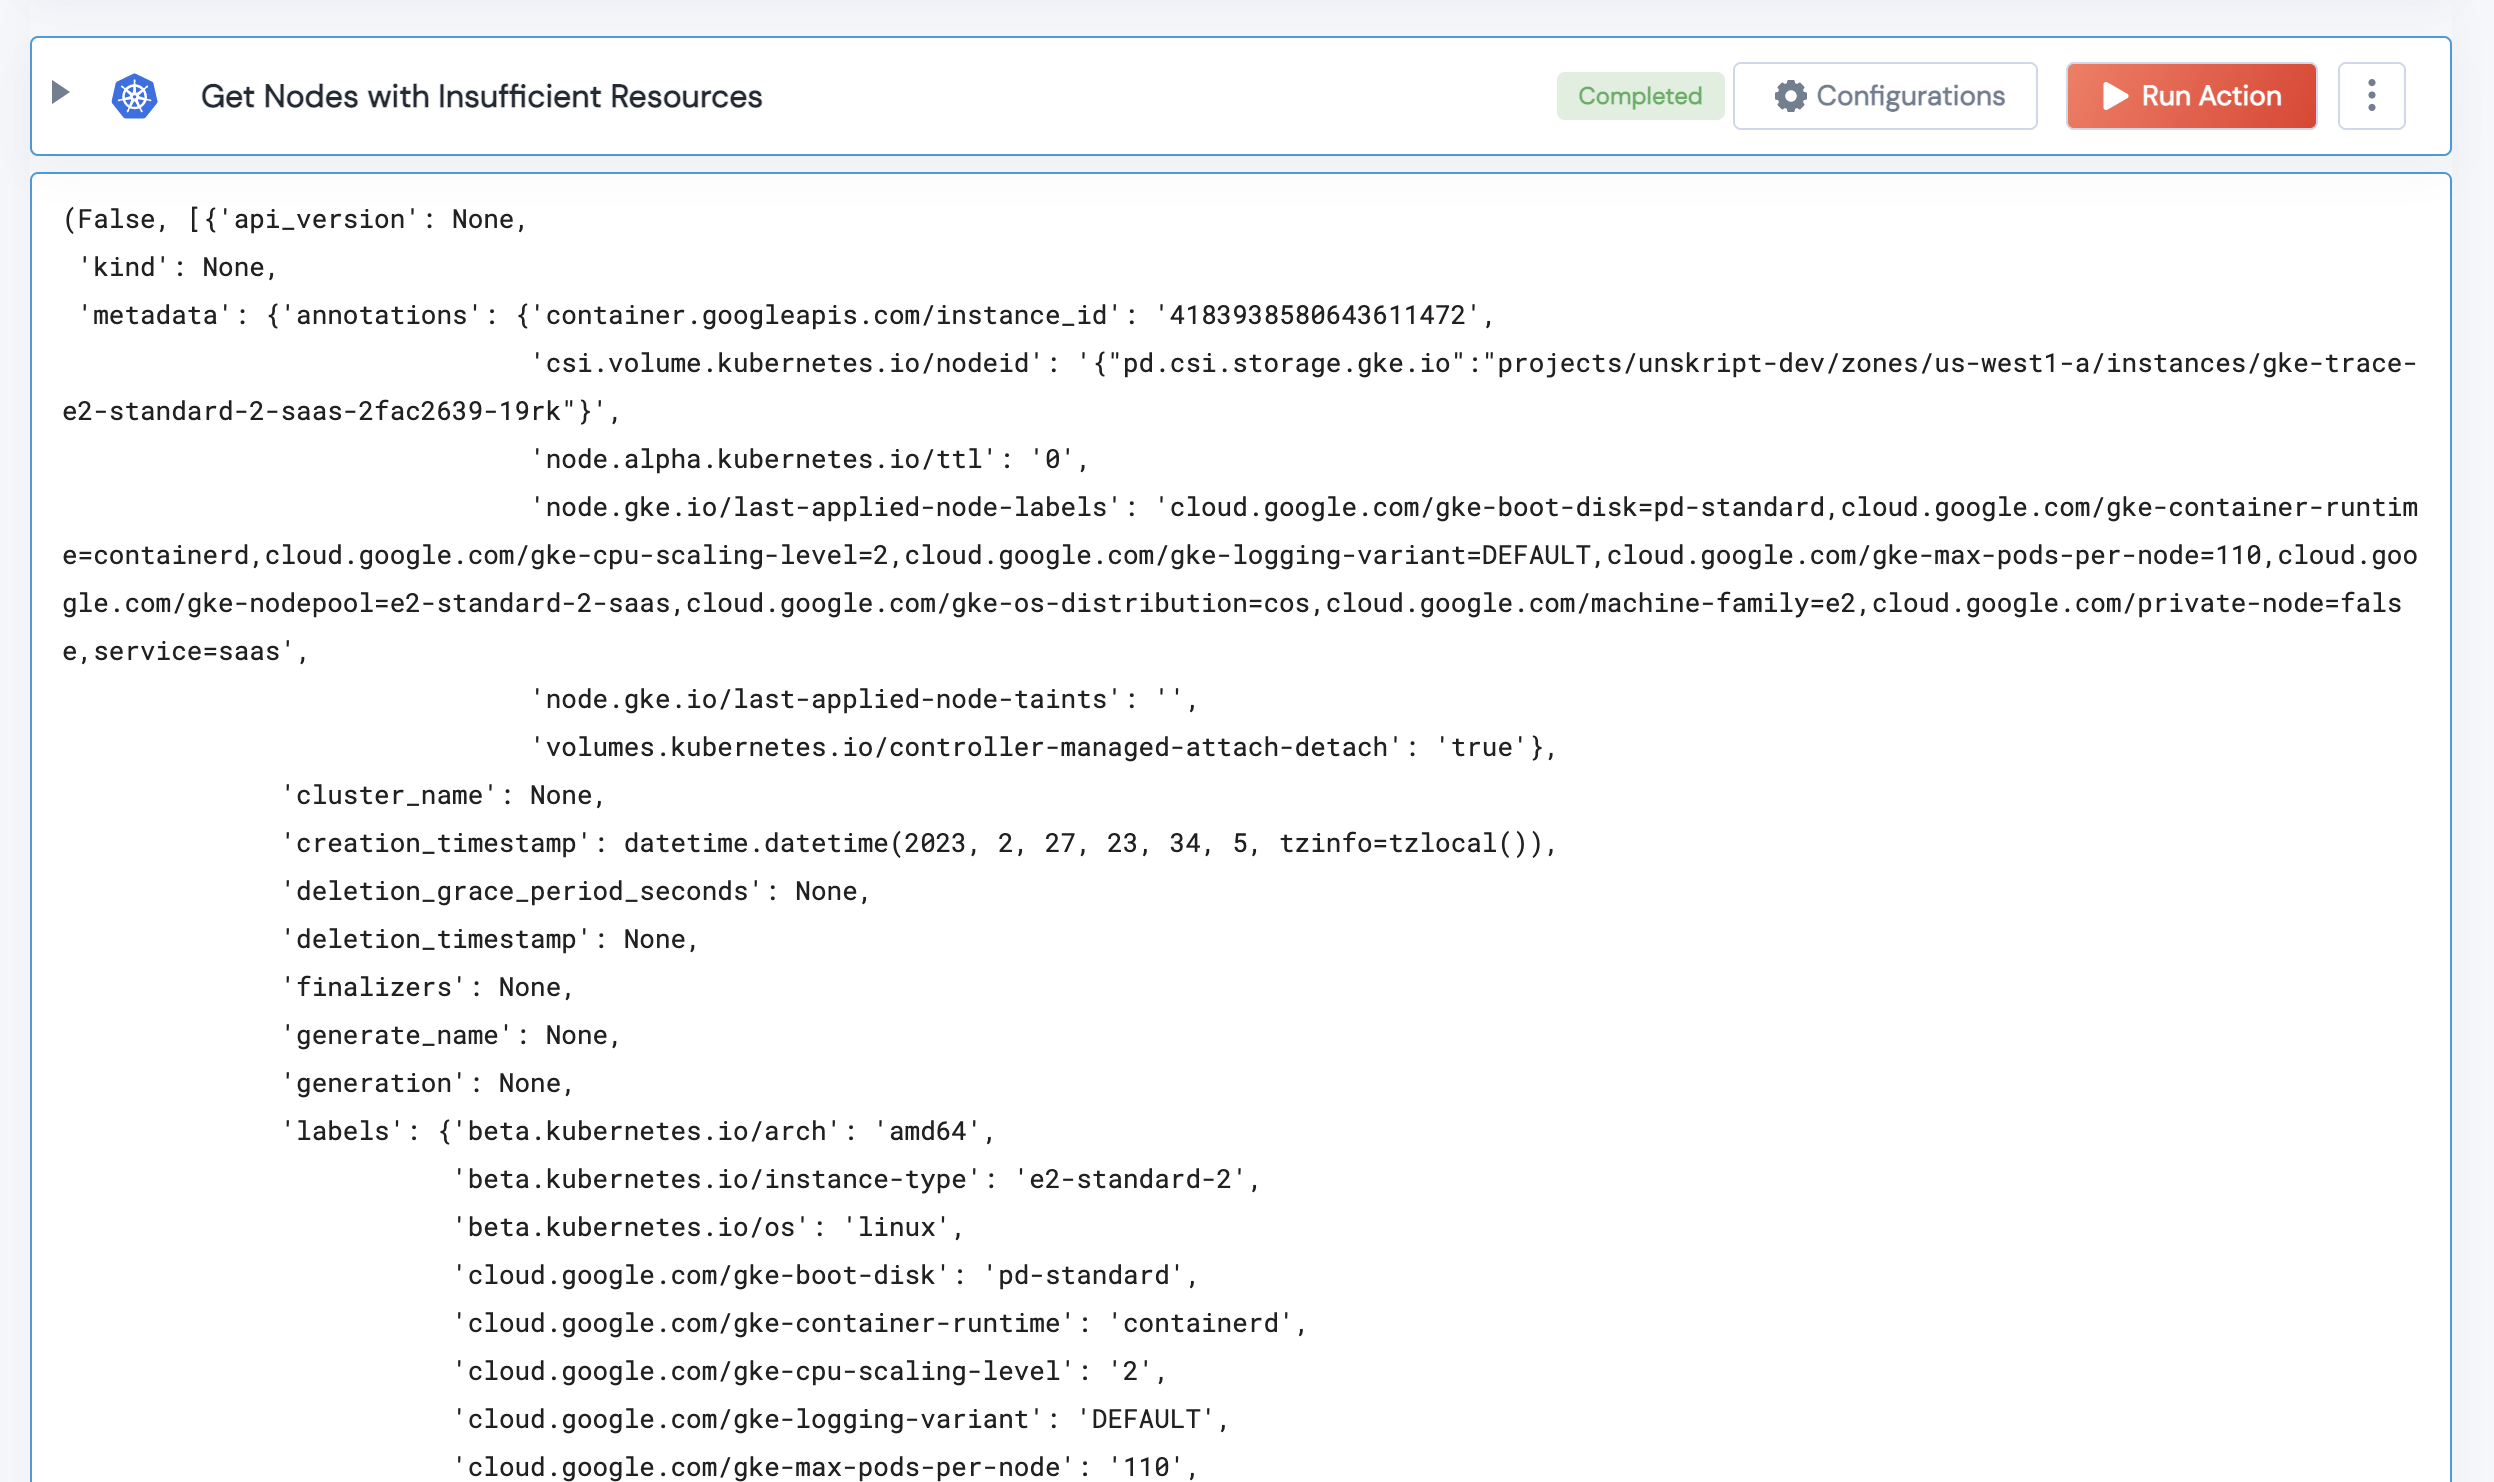 Get Nodes with Insufficient Resources
Completed
Configurations
Run Action
(False, [{'api_version': None,
'kind': None,
'metadata': {'annotations': {'container.googleapis.com/instance_id': '4183938580643611472',
'csi.volume.kubernetes.io/nodeid': '{"pd.csi.storage.gke.io":"projects/unskript-dev/zones/us-west1-a/instances/gke-trace-
e2-standard-2-saas-2fac2639-19rk"}',
'node.alpha.kubernetes.io/ttl': '0',
'node.gke.io/last-applied-node-labels': 'cloud.google.com/gke-boot-disk=pd-standard,cloud.google.com/gke-container-runtim
e=containerd,cloud.google.com/gke-cpu-scaling-level=2,cloud.google.com/gke-logging-variant=DEFAULT,cloud.google.com/gke-max-pods-per-node=110,cloud.goo
gle.com/gke-nodepool=e2-standard-2-saas,cloud.google.com/gke-os-distribution=cos,cloud.google.com/machine-family=e2,cloud.google.com/private-node=fals
e,service=saas',
'node.gke.io/last-applied-node-taints': '',
'volumes.kubernetes.io/controller-managed-attach-detach': 'true'},
'cluster_name': None,
'creation_timestamp': datetime.datetime(2023, 2, 27, 23, 34, 5, tzinfo=tzlocal()),
'deletion_grace_period_seconds': None,
'deletion_timestamp': None,
'finalizers': None,
'generate_name': None,
'generation': None,
'labels': {'beta.kubernetes.io/arch': 'amd64',
'beta.kubernetes.io/instance-type': 'e2-standard-2',
'beta.kubernetes.io/os': 'linux',
'cloud.google.com/gke-boot-disk': 'pd-standard',
'cloud.google.com/gke-container-runtime': 'containerd',
'cloud.google.com/gke-cpu-scaling-level': '2',
'cloud.google.com/gke-logging-variant': 'DEFAULT',
'cloud.google.com/gke-max-pods-per-node': '110',